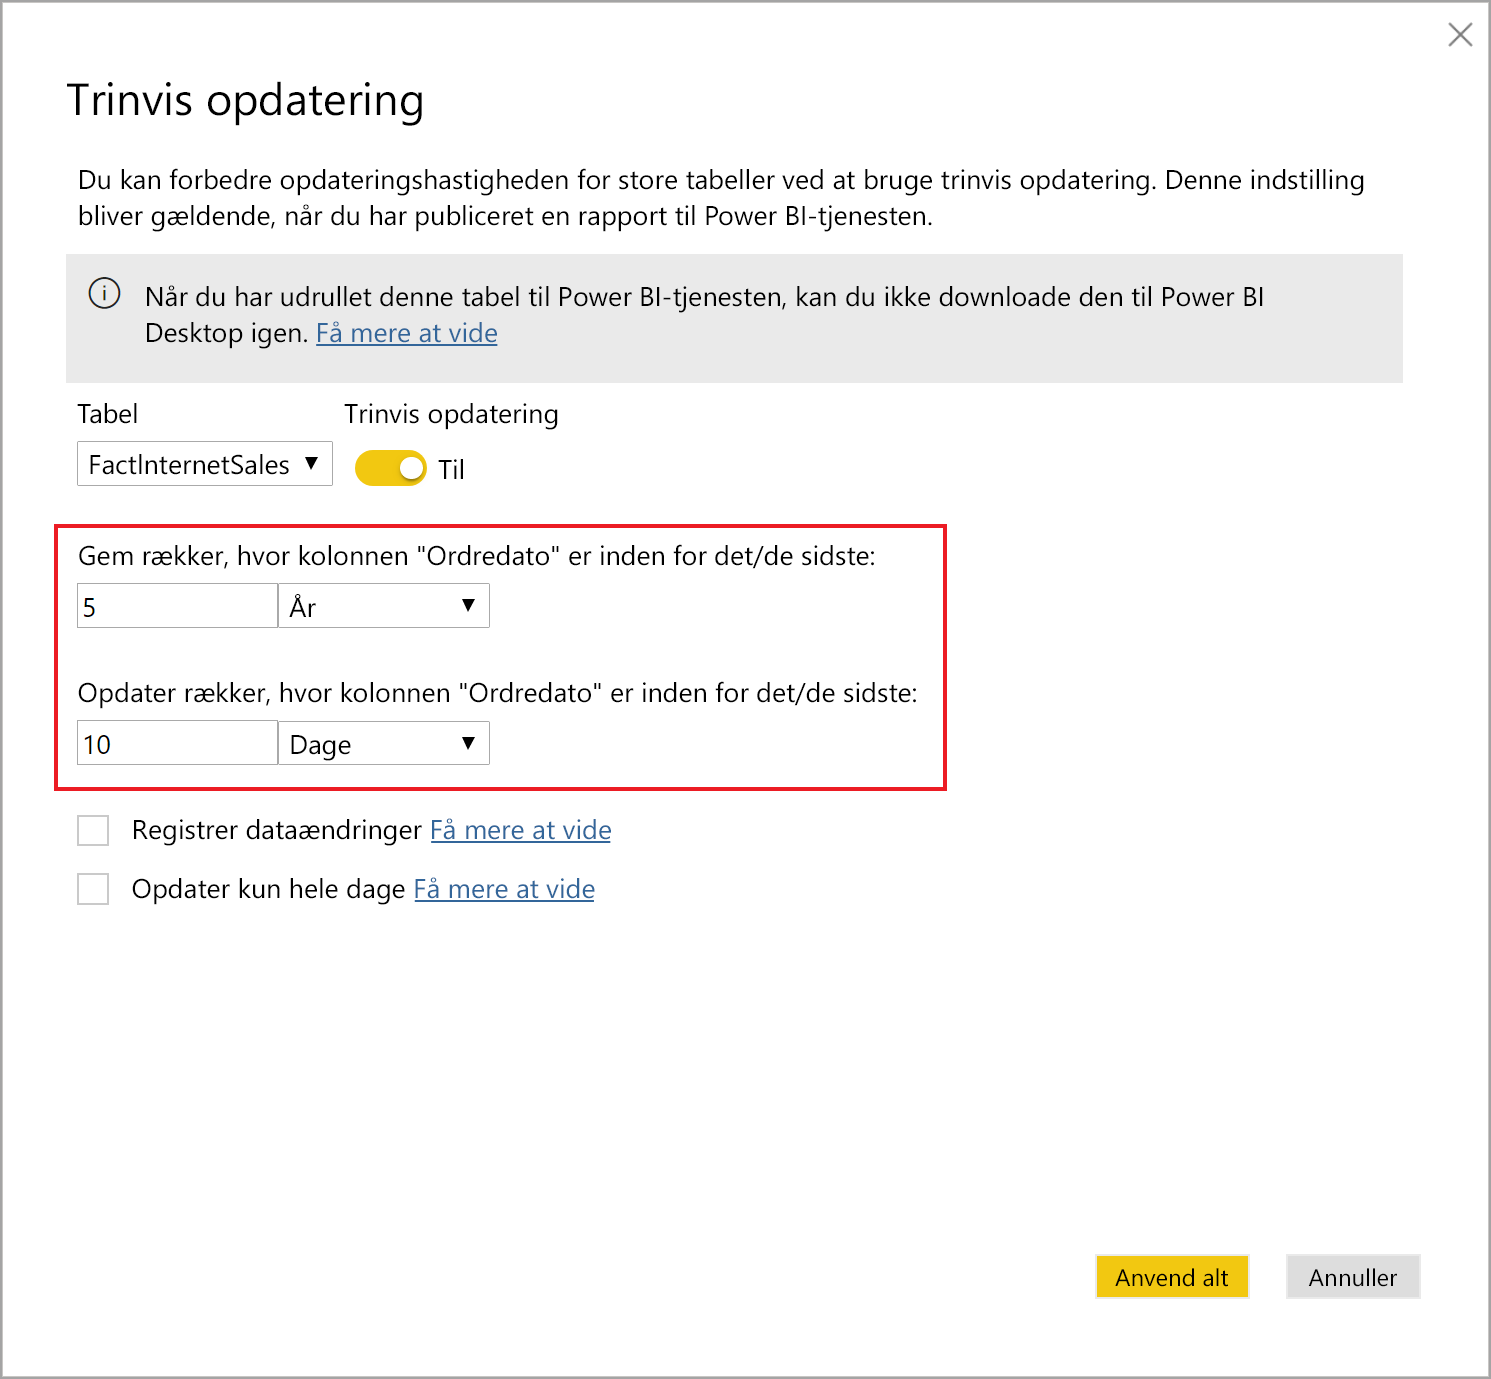 Trinvis opdatering
Du kan forbedre opdateringshastigheden for store tabeller ved at bruge trinvis opdatering. Denne indstilling
bliver gældende, når du har publiceret en rapport til Power BI-tjenesten.
Når du har udrullet denne tabel til Power BI-tjenesten, kan du ikke downloade den til Power BI
Desktop igen. Få mere at vide
Tabel Trinvis opdatering
FactInternetSales Til
Gem rækker, hvor kolonnen "Ordredato" er inden for det/de sidste:
5 År
Opdater rækker, hvor kolonnen "Ordredato" er inden for det/de sidste:
10 Dage
Registrer dataændringer Få mere at vide
Opdater kun hele dage Få mere at vide
Anvend alt Annuller